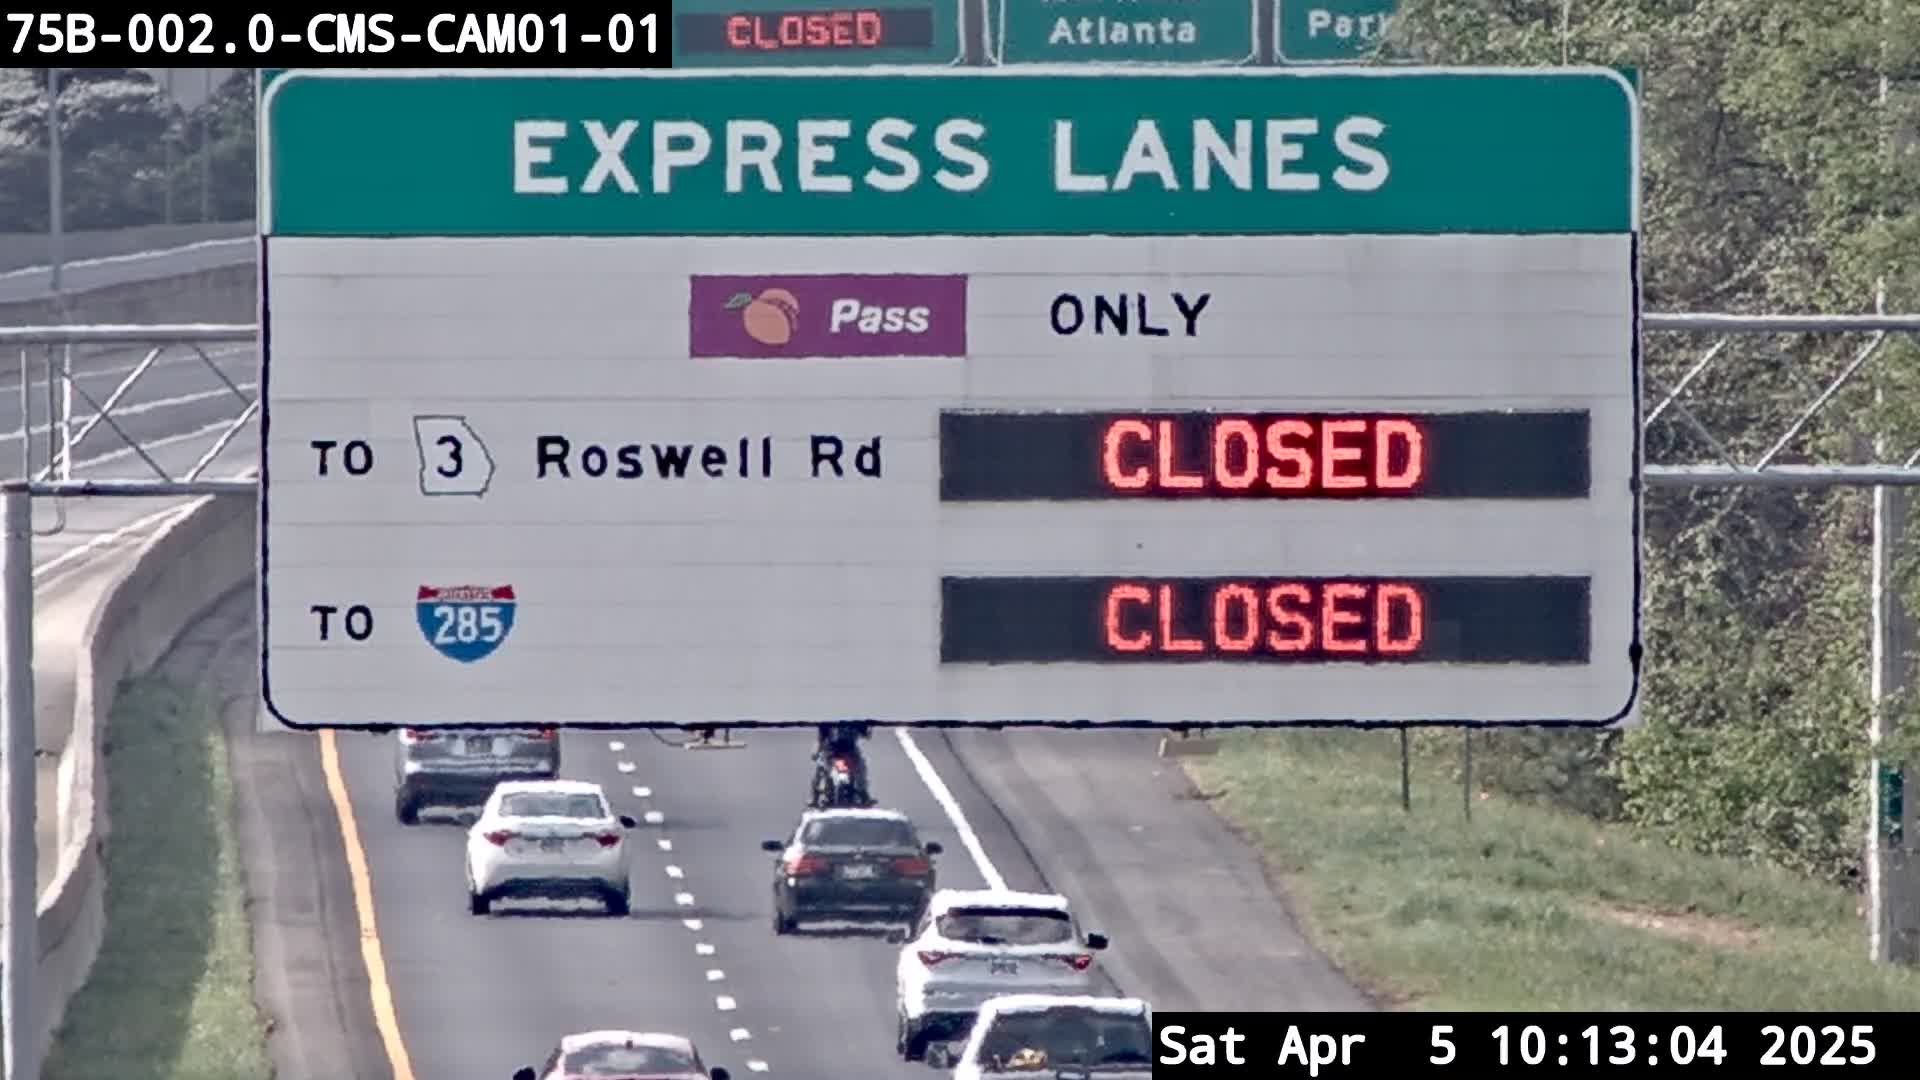 75B-002.0-CMS-CAM01-01
CLOSED
Atlanta
Park
EXPRESS LANES
Pass ONLY
TO 3 Roswell Rd CLOSED
TO 285 CLOSED
Sat Apr 5 10:13:04 2025